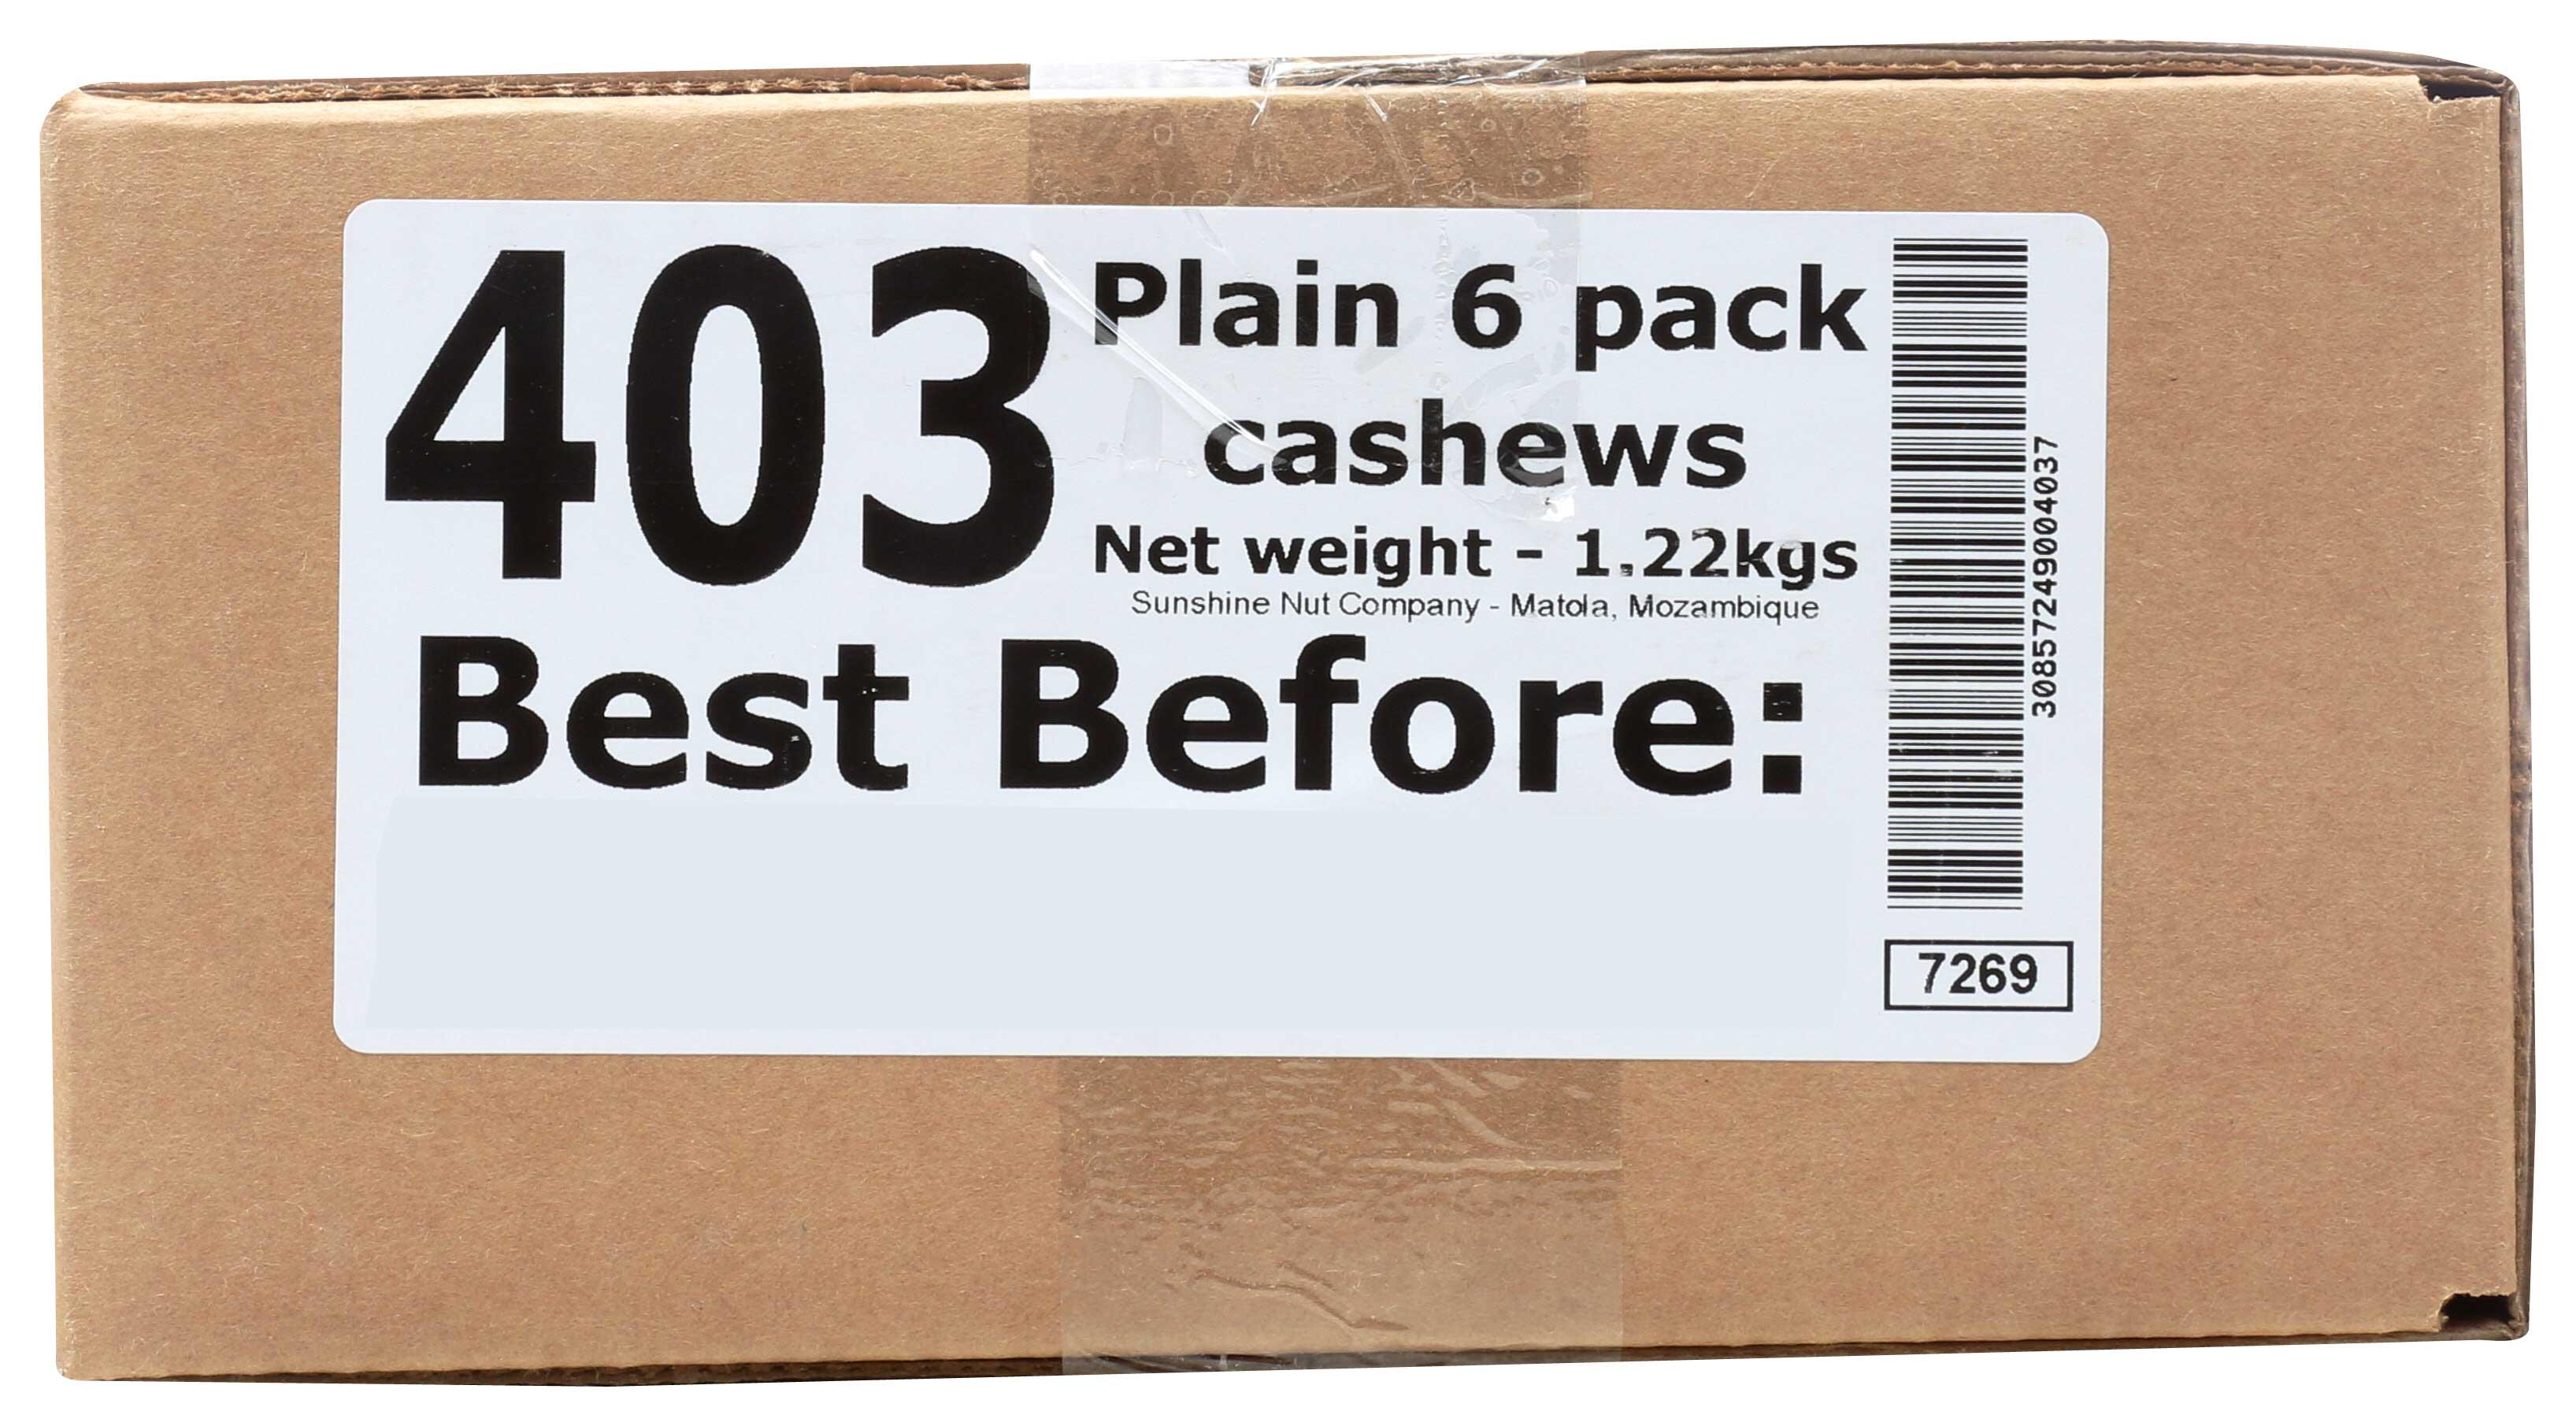 403
Plain 6 pack
cashews
Net weight - 1.22kgs
Sunshine Nut Company - Matola, Mozambique
Best Before:
30857249004037
7269